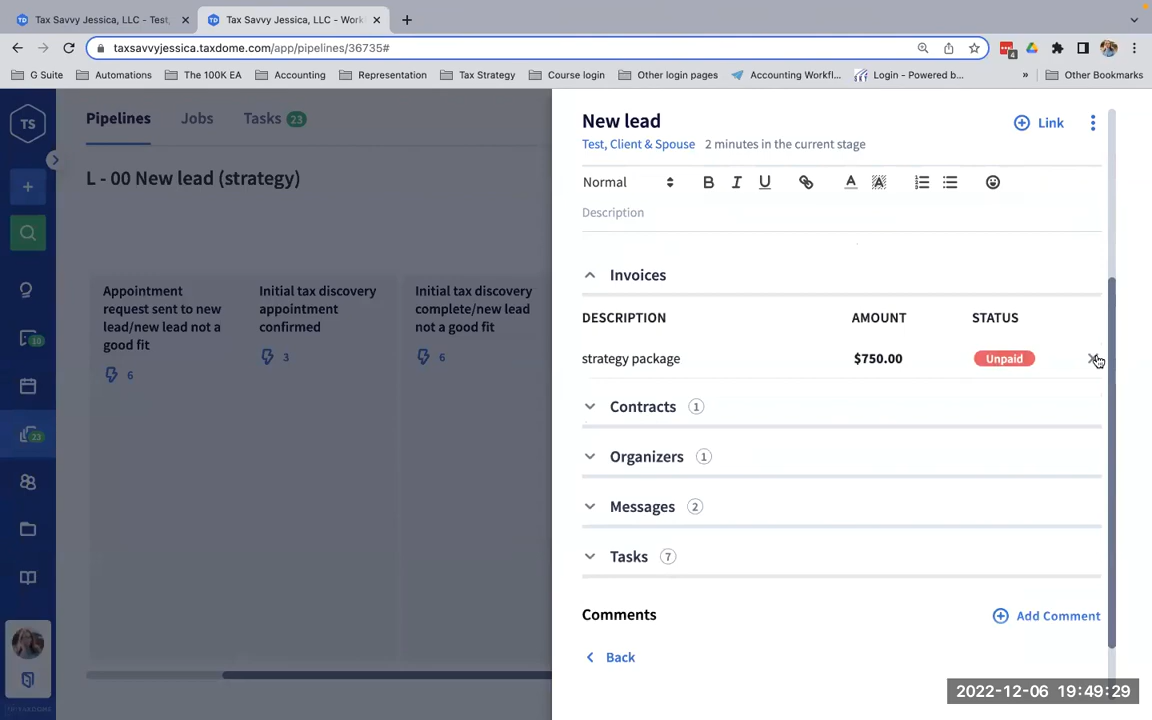 Tax Savvy Jessica, LLC - Test,
Tax Savvy Jessica, LLC - Work
taxsavvyjessica.taxdome.com/app/pipelines/36735#
4
G Suite
Automations
The 100K EA
Accounting
Representation
Tax Strategy
Course login
Other login pages
Accounting Workfl...
Login - Powered b...
»
Other Bookmarks
TS
Pipelines
Jobs
Tasks 23
L - 00 New lead (strategy)
Appointment
request sent to new
lead/new lead not a
good fit
6
Initial tax discovery
appointment
confirmed
3
Initial tax discovery
complete/new lead
not a good fit
6
10
23
New lead
Link
Test, Client & Spouse 2 minutes in the current stage
Normal
B I U A A
Description
Invoices
DESCRIPTION AMOUNT STATUS
strategy package $750.00 Unpaid
Contracts 1
Organizers 1
Messages 2
Tasks 7
Comments
Add Comment
Back
2022-12-06 19:49:29